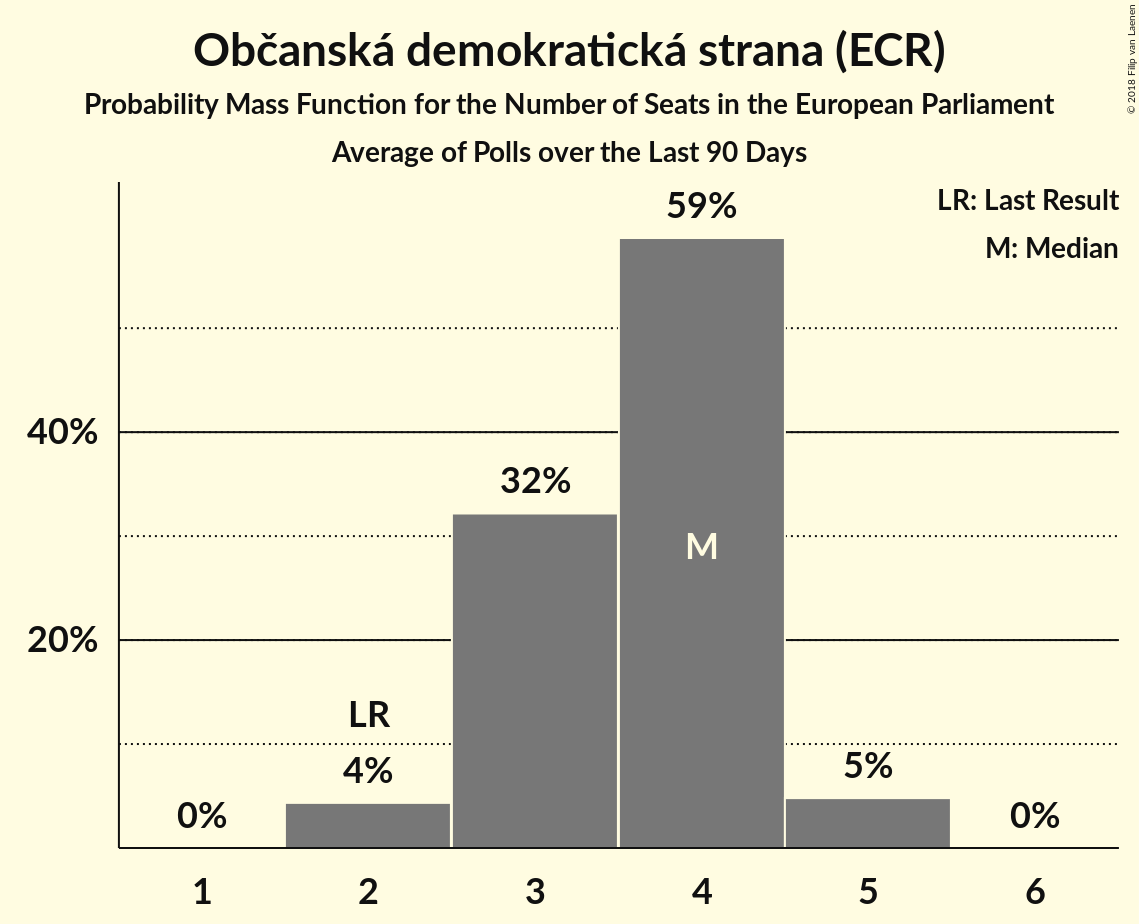 Občanská demokratická strana (ECR)
Probability Mass Function for the Number of Seats in the European Parliament
Average of Polls over the Last 90 Days
© 2018 Filip van Laenen
LR: Last Result
M: Median
59%
40%
32%
M
20%
LR
4%
5%
0%
0%
1
2
3
4
5
6